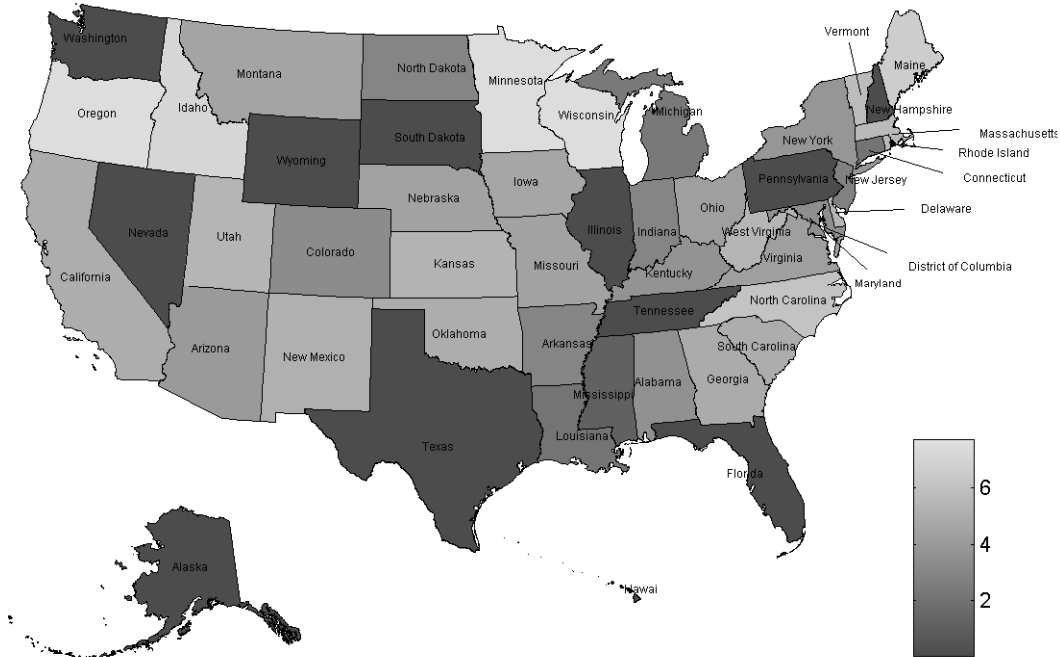 Vermont
Washington
Maine
Montana
North Dakota
Minnesota
Oregon
Idaho
Wisconsin
Michigan
New Hampshire
South Dakota
New York
Massachusetts
Wyoming
Rhode Island
Pennsylvania
New Jersey
Connecticut
Iowa
Nebraska
Ohio
Delaware
Nevada
Utah
Illinois
Indiana
West Virginia
Colorado
Virginia
California
Kansas
Missouri
Kentucky
District of Columbia
Maryland
North Carolina
Tennessee
Oklahoma
Arkansas
South Carolina
Arizona
New Mexico
Alabama
Georgia
Mississippi
Texas
Louisiana
Florida
6
4
Alaska
Hawai
2